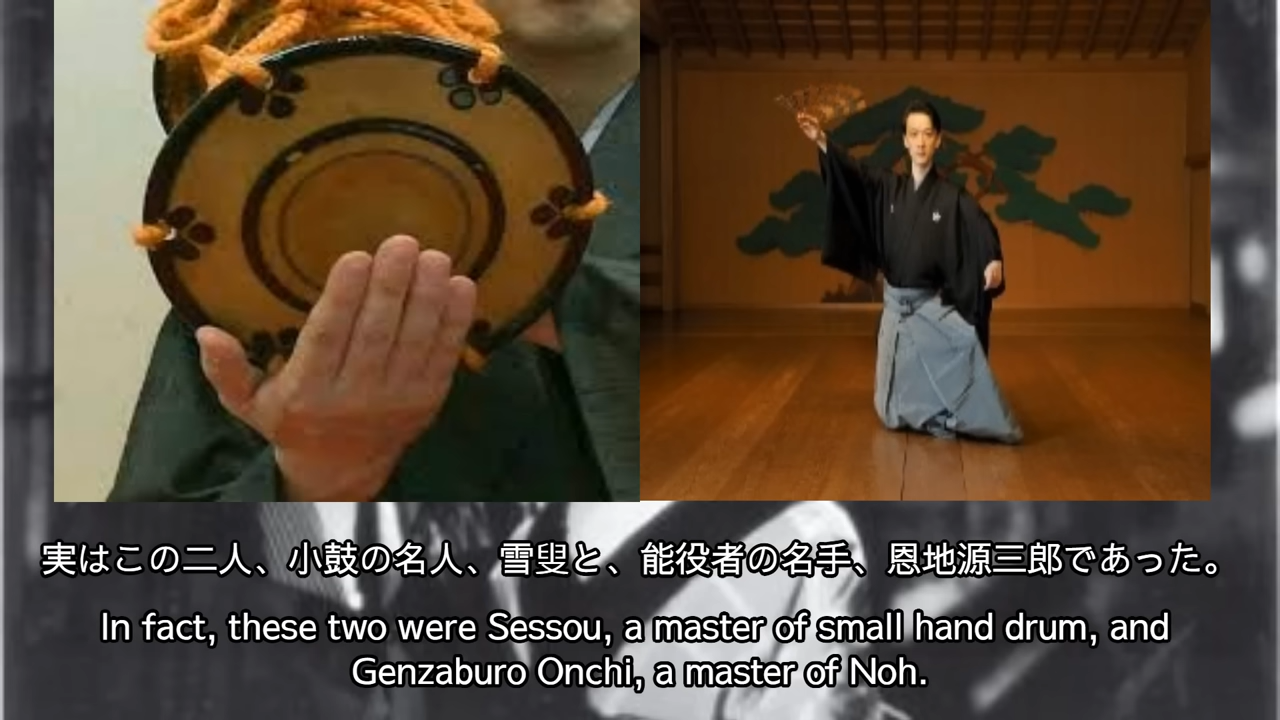 実はこの二人、小鼓の名人、雪叟と、能役者の名手、恩地源三郎であった。
In fact, these two were Sessou, a master of small hand drum, and
Genzaburo Onchi, a master of Noh.